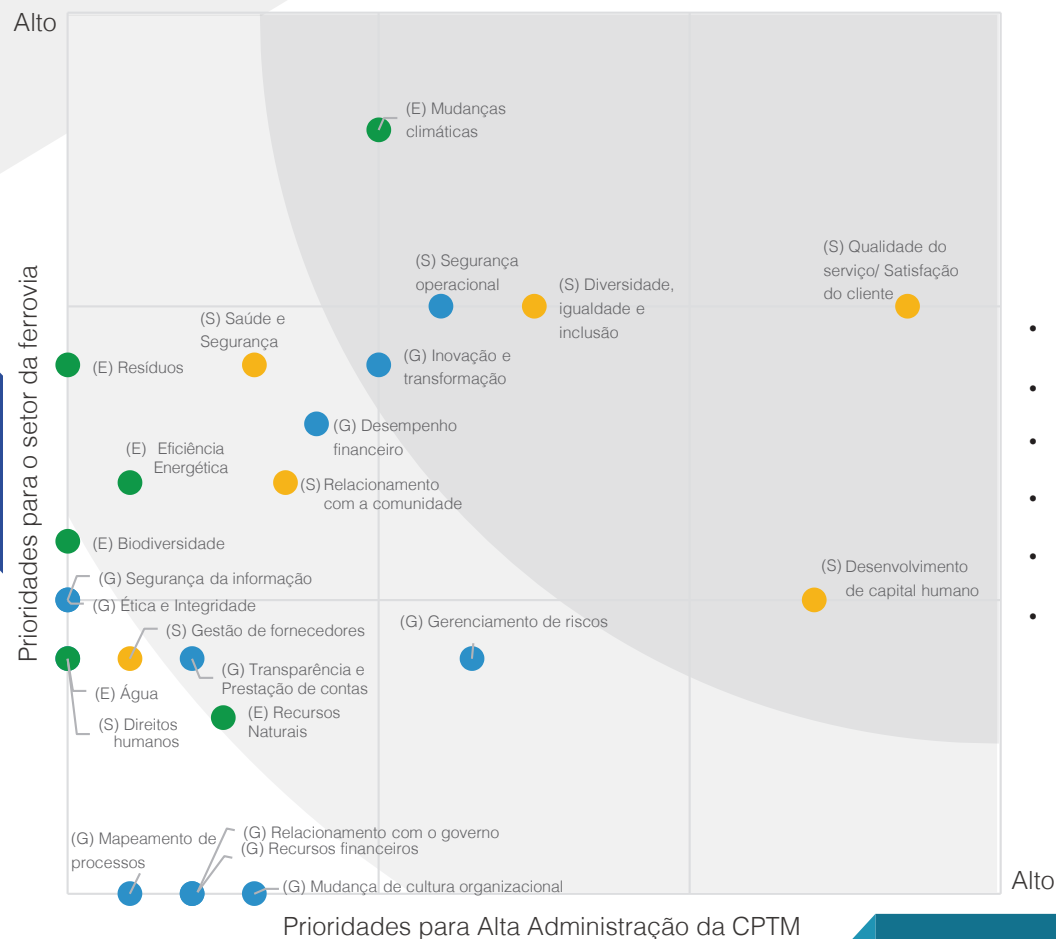 Alto
(E) Mudanças
climáticas
(S) Segurança
operacional
(S) Diversidade,
igualdade e
inclusão
(S) Qualidade do
serviço/ Satisfação
do cliente
(S) Saúde e
Segurança
(E) Resíduos
(G) Inovação e
transformação
(G) Desempenho
financeiro
(E) Eficiência
Energética
(S) Relacionamento
com a comunidade
(E) Biodiversidade
(G) Segurança da informação
(G) Ética e Integridade
(S) Desenvolvimento
de capital humano
(S) Gestão de fornecedores
(G) Gerenciamento de riscos
(G) Transparência e
Prestação de contas
(E) Água
(S) Direitos
humanos
(E) Recursos
Naturais
(G) Mapeamento de
processos
(G) Relacionamento com o governo
(G) Recursos financeiros
(G) Mudança de cultura organizacional
Alto
Prioridades para o setor da ferrovia
Prioridades para Alta Administração da CPTM